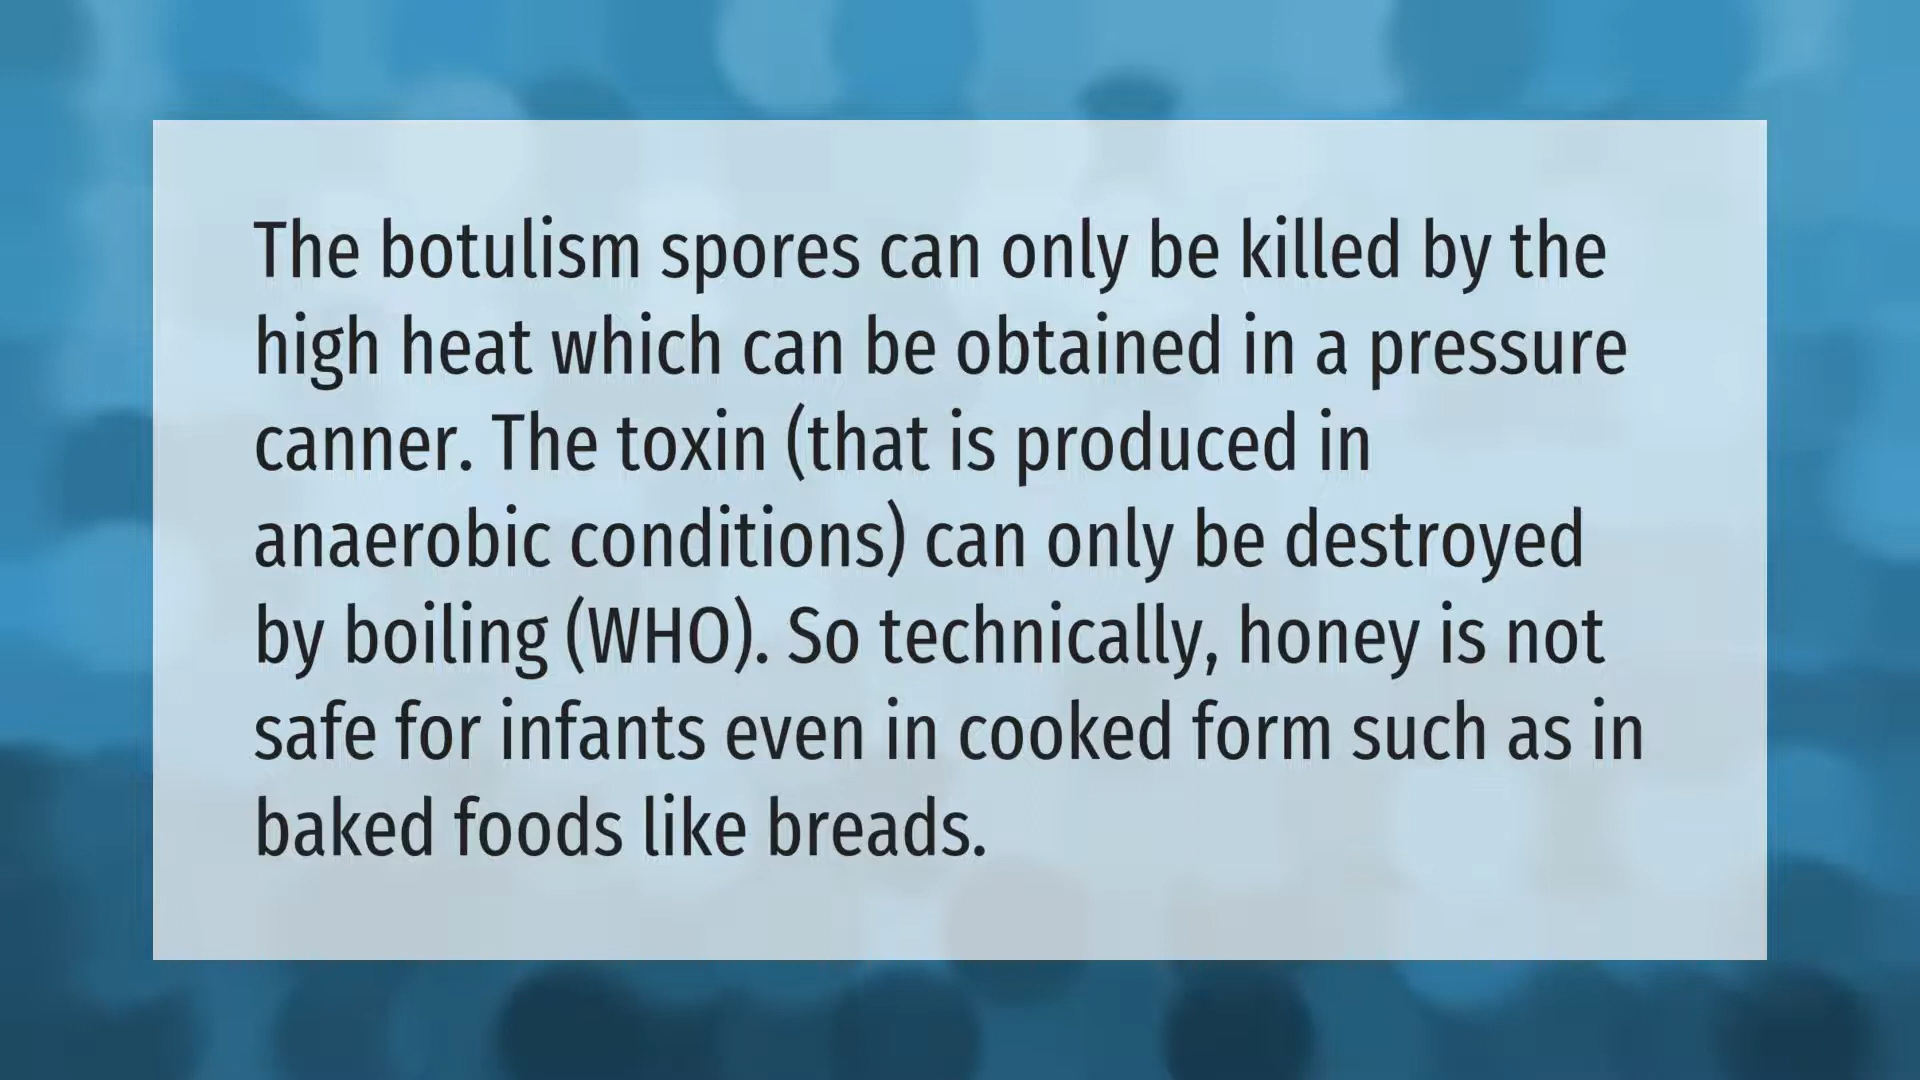 The botulism spores can only be killed by the
high heat which can be obtained in a pressure
canner. The toxin (that is produced in
anaerobic conditions) can only be destroyed
by boiling (WHO). So technically, honey is not
safe for infants even in cooked form such as in
baked foods like breads.